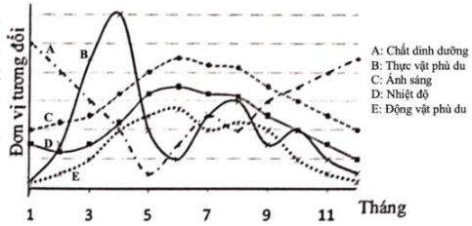 Đơn vị tương đối
A
B
C
D
E
A: Chất dinh dưỡng
B: Thực vật phù du
C: Ánh sáng
D: Nhiệt độ
E: Động vật phù du
1 3 5 7 9 11 Tháng